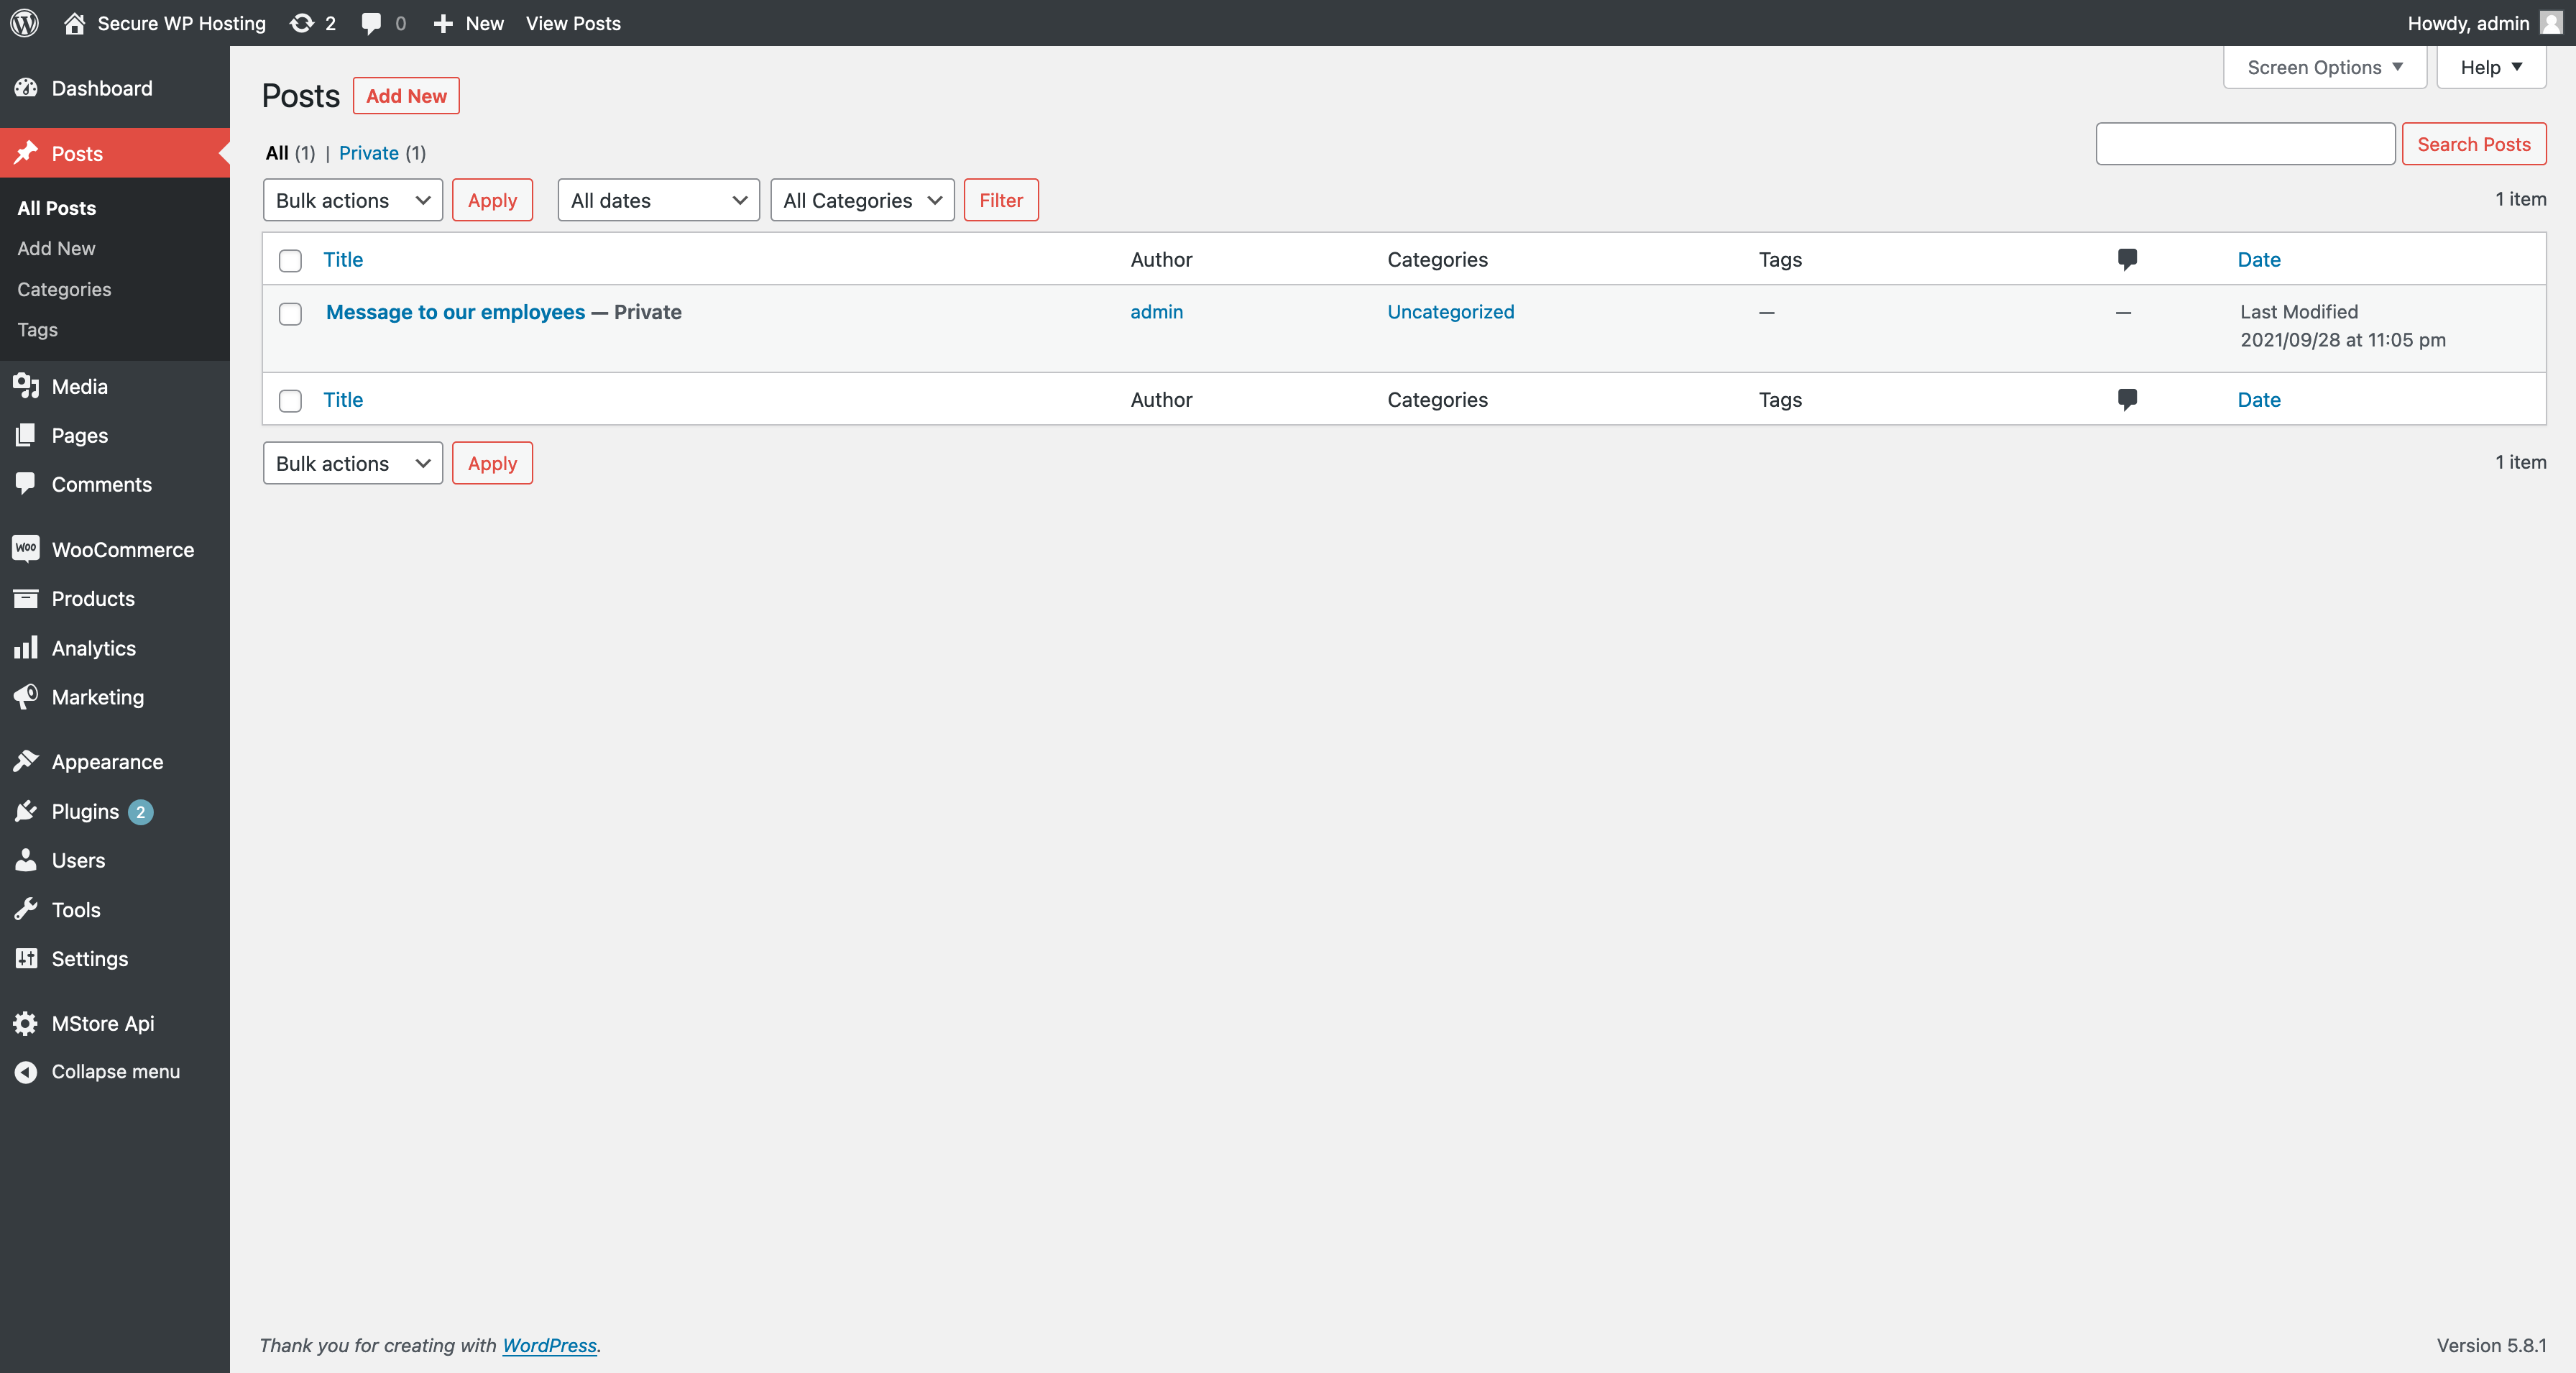 Secure WP Hosting 2 0 New View Posts Howdy, admin
Dashboard
Posts
All Posts
Add New
Categories
Tags
Media
Pages
Comments
Woo WooCommerce
Products
Analytics
Marketing
Appearance
Plugins 2
Users
Tools
Settings
MStore Api
Collapse menu
Screen Options Help
Posts Add New
All (1) | Private (1)
Search Posts
Bulk actions Apply All dates All Categories Filter 1 item
Title Author Categories Tags Date
Message to our employees — Private admin Uncategorized — — Last Modified
2021/09/28 at 11:05 pm
Title Author Categories Tags Date
Bulk actions Apply 1 item
Thank you for creating with WordPress. Version 5.8.1